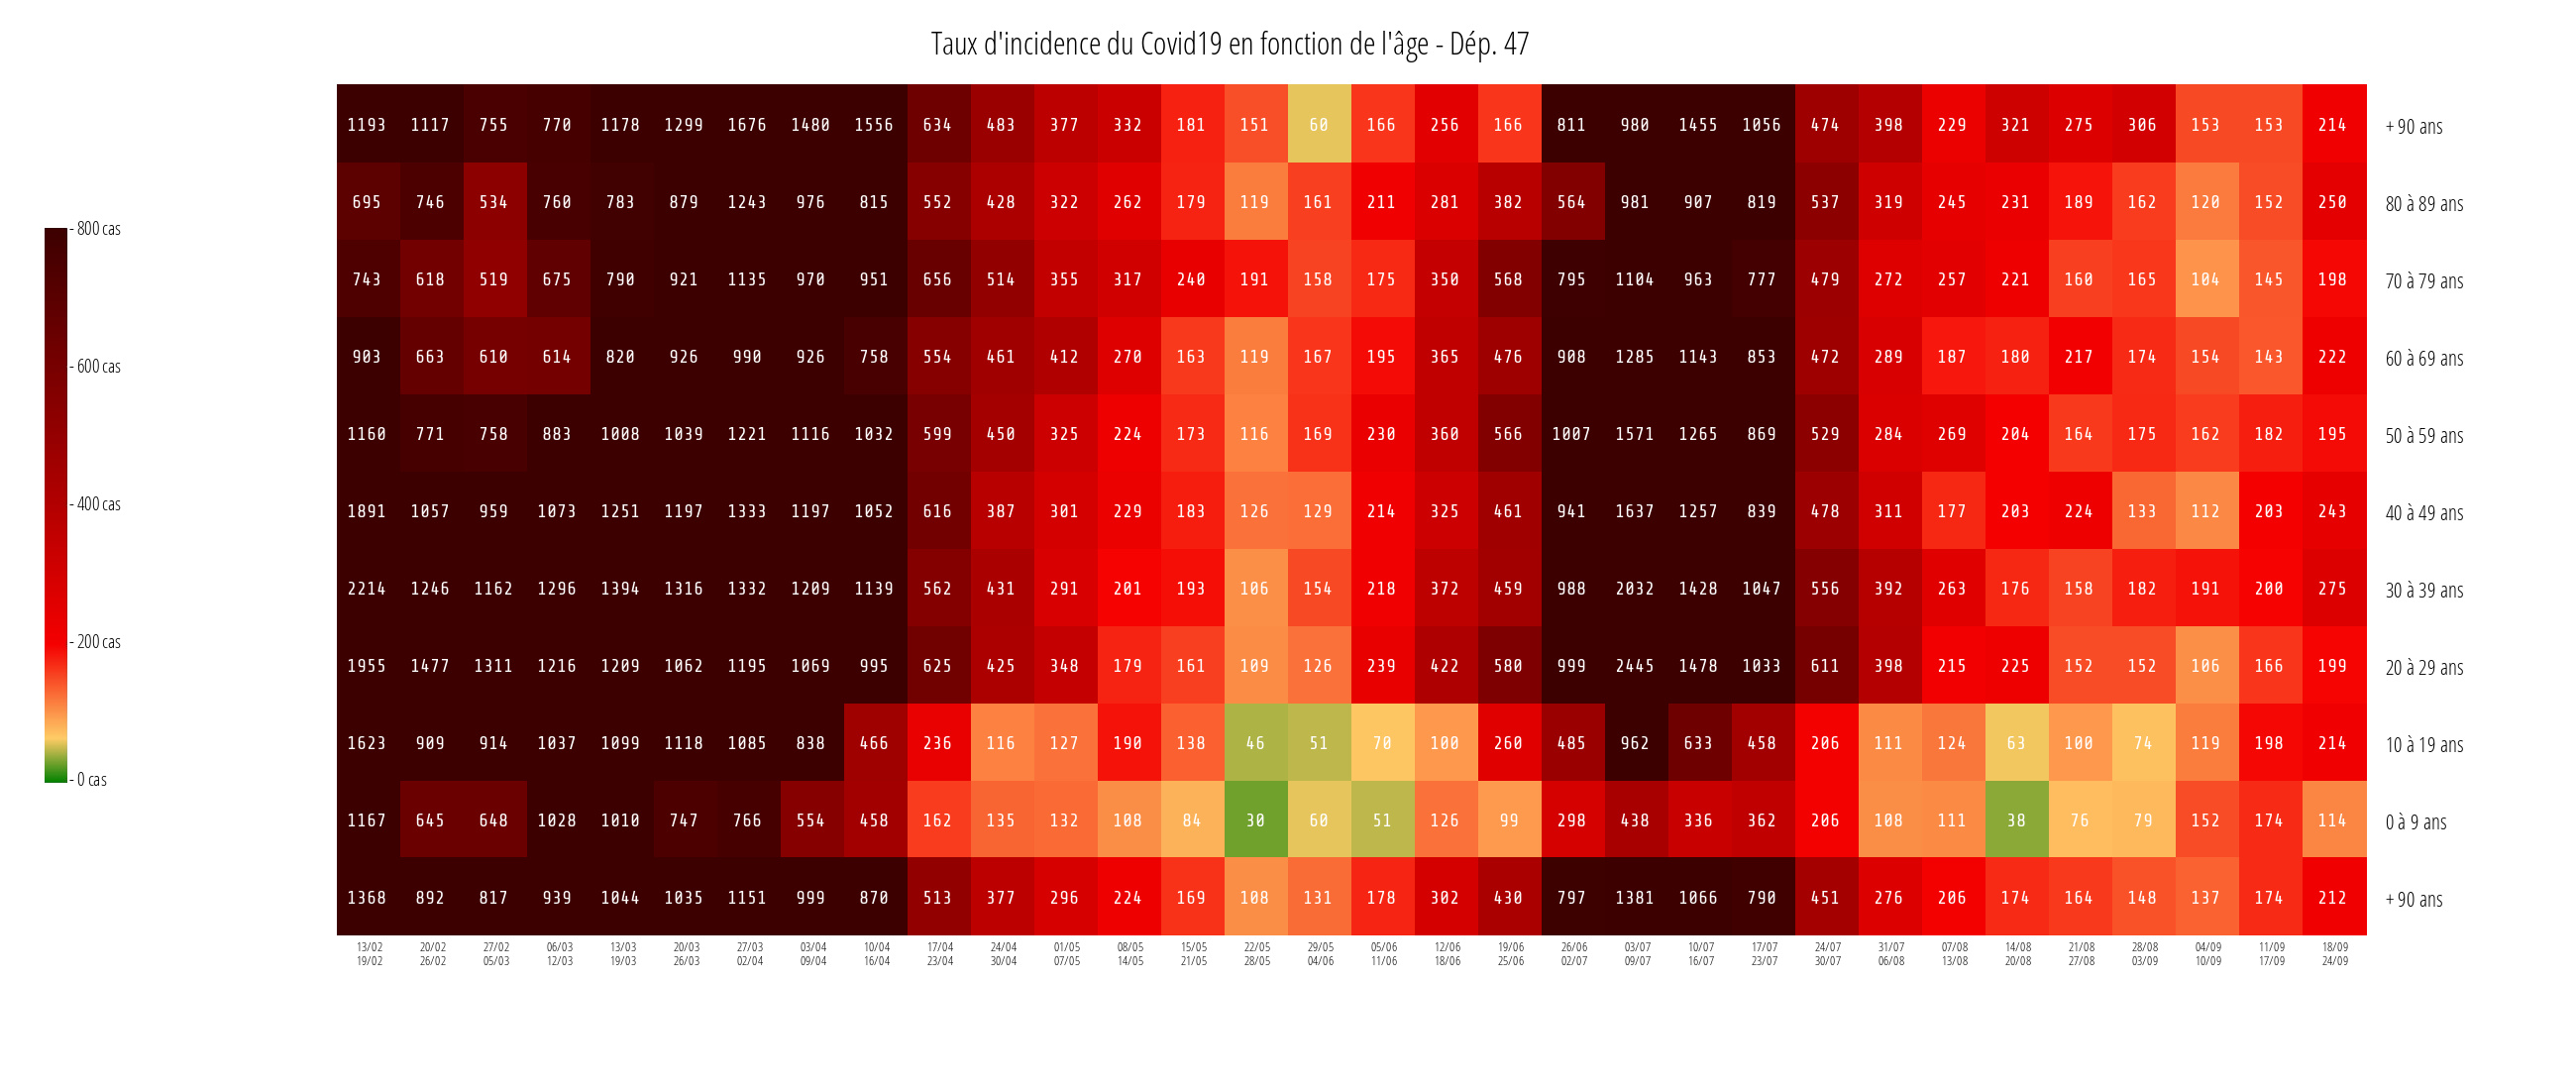 Taux d'incidence du Covid19 en fonction de l'âge - Dép. 47
1193 1117 755 770 1178 1299 1676 1480 1556 634 483 377 332 181 151 60 166 256 166 811 980 1455 1056 474 398 229 321 275 306 153 153 214 + 90 ans
695 746 534 760 783 879 1243 976 815 552 428 322 262 179 119 161 211 281 382 564 981 907 819 537 319 245 231 189 162 120 152 250 80 à 89 ans
- 800 cas
743 618 519 675 790 921 1135 970 951 656 514 355 317 240 191 158 175 350 568 795 1104 963 777 479 272 257 221 160 165 104 145 198 70 à 79 ans
903 663 610 614 820 926 990 926 758 554 461 412 270 163 119 167 195 365 476 908 1285 1143 853 472 289 187 180 217 174 154 143 222 60 à 69 ans
- 600 cas
1160 771 758 883 1008 1039 1221 1116 1032 599 450 325 224 173 116 169 230 360 566 1007 1571 1265 869 529 284 269 204 164 175 162 182 195 50 à 59 ans
- 400 cas
1891 1057 959 1073 1251 1197 1333 1197 1052 616 387 301 229 183 126 129 214 325 461 941 1637 1257 839 478 311 177 203 224 133 112 203 243 40 à 49 ans
2214 1246 1162 1296 1394 1316 1332 1209 1139 562 431 291 201 193 106 154 218 372 459 988 2032 1428 1047 556 392 263 176 158 182 191 200 275 30 à 39 ans
- 200 cas
1955 1477 1311 1216 1209 1062 1195 1069 995 625 425 348 179 161 109 126 239 422 580 999 2445 1478 1033 611 398 215 225 152 152 106 166 199 20 à 29 ans
1623 909 914 1037 1099 1118 1085 838 466 236 116 127 190 138 46 51 70 100 260 485 962 633 458 206 111 124 63 100 74 119 198 214 10 à 19 ans
- 0 cas
1167 645 648 1028 1010 747 766 554 458 162 135 132 108 84 30 60 51 126 99 298 438 336 362 206 108 111 38 76 79 152 174 114 0 à 9 ans
1368 892 817 939 1044 1035 1151 999 870 513 377 296 224 169 108 131 178 302 430 797 1381 1066 790 451 276 206 174 164 148 137 174 212 + 90 ans
13/02 20/02 27/02 06/03 13/03 20/03 27/03 03/04 10/04 17/04 24/04 01/05 08/05 15/05 22/05 29/05 05/06 12/06 19/06 26/06 03/07 10/07 17/07 24/07 31/07 07/08 14/08 21/08 28/08 04/09 11/09 18/09
19/02 26/02 05/03 12/03 19/03 26/03 02/04 09/04 16/04 23/04 30/04 07/05 14/05 21/05 28/05 04/06 11/06 18/06 25/06 02/07 09/07 16/07 23/07 30/07 06/08 13/08 20/08 27/08 03/09 10/09 17/09 24/09